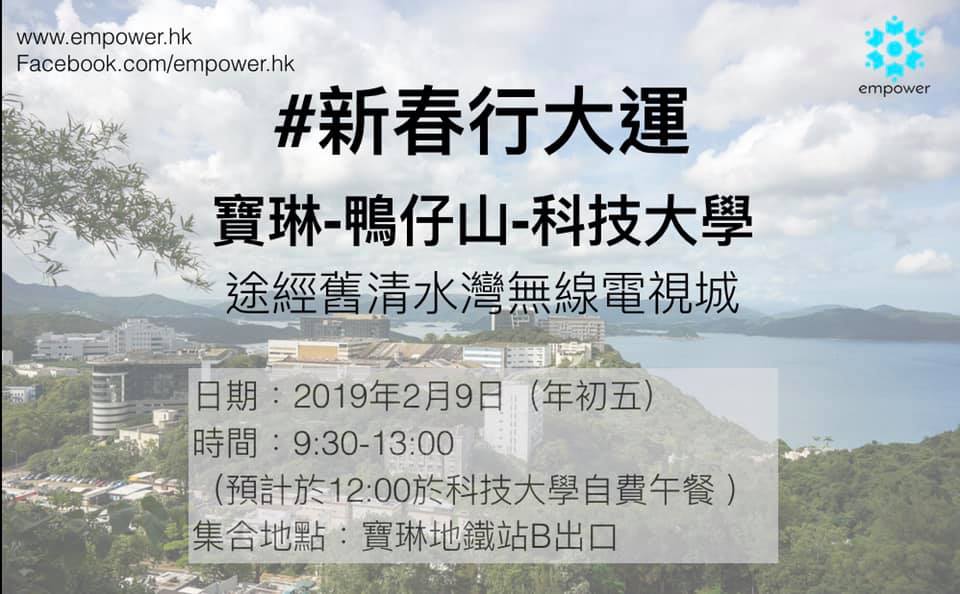 www.empower.hk
Facebook.com/empower.hk
empower
#新春行大運
寶琳-鴨仔山-科技大學
途經舊清水灣無線電視城
日期：2019年2月9日（年初五）
時間：9:30-13:00
（預計於12:00於科技大學自費午餐 ）
集合地點：寶琳地鐵站B出口